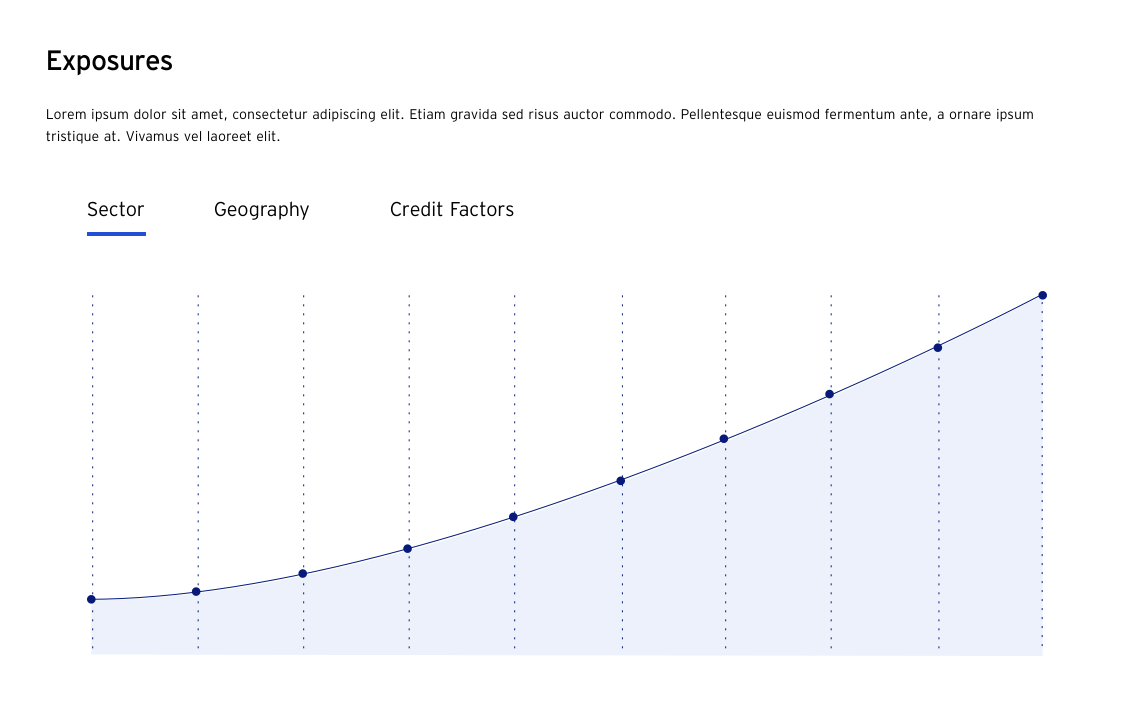 Exposures
Lorem ipsum dolor sit amet, consectetur adipiscing elit. Etiam gravida sed risus auctor commodo. Pellentesque euismod fermentum ante, a ornare ipsum
tristique at. Vivamus vel laoreet elit.
Sector Geography Credit Factors